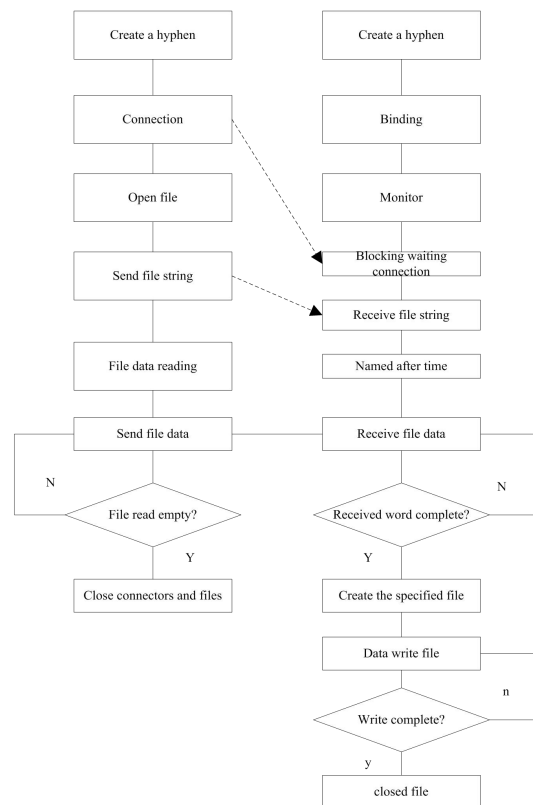 Create a hyphen
Connection
Open file
Send file string
File data reading
Send file data
N
File read empty?
Y
Close connectors and files
Create a hyphen
Binding
Monitor
Blocking waiting
connection
Receive file string
Named after time
Receive file data
N
Received word complete?
Y
Create the specified file
Data write file
n
Write complete?
y
closed file